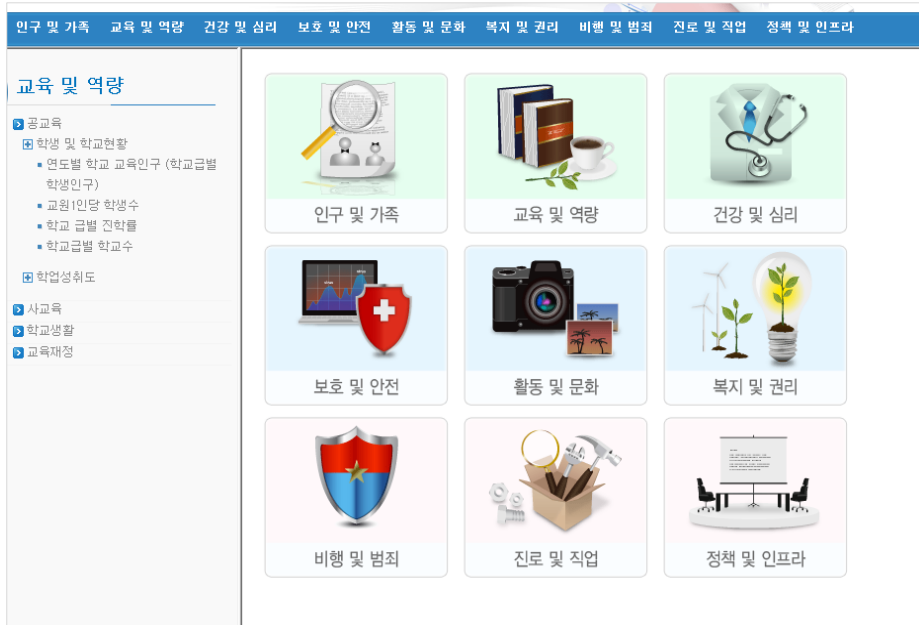 인구 및 가족 교육 및 역량 건강 및 심리 보호 및 안전 활동 및 문화 복지 및 권리 비행 및 범죄 진로 및 직업 정책 및 인프라
교육 및 역량
공교육
학생 및 학교현황
연도별 학교 교육인구 (학교급별
학생인구)
교원1인당 학생수
학교 급별 진학률
학교급별 학교수
학업성취도
사교육
학교생활
교육재정
인구 및 가족
교육 및 역량
건강 및 심리
보호 및 안전
활동 및 문화
복지 및 권리
비행 및 범죄
진로 및 직업
정책 및 인프라